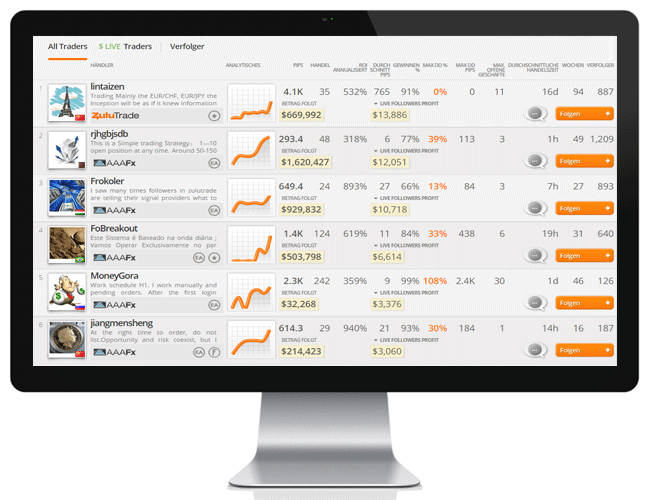 All Traders $ LIVE Traders Verfolger
HÄNDLER ANALYTISCHES PIPS HANDEL ROI ANNUALISIERT DURCH SCHNITT PIPS GEWINNEN % MAX DD % MAX DD PIPS MAX. OFFENE GESCHÄFTE DURCHSCHNITTLICHE HANDELSZEIT WOCHEN VERFOLGER
1 lintaizen 4.1K 35 532% 765 91% 0% 0 11 16d 94 887
Trading Mainly the EUR/CHF, EUR/JPY the
Inception will be as if it knew information
BETRAG FOLGT LIVE FOLLOWERS PROFIT
ZuluTrade $669,992 $13,886 Folgen
2 rjhgbjsdb 293.4 48 318% 6 77% 39% 113 3 1h 49 1,209
This is a Simple trading Strategy: 1—10
open position at any time. Around 50-150
BETRAG FOLGT LIVE FOLLOWERS PROFIT
AAAFx EA $1,620,427 $12,051 Folgen
3 Frokoler 649.4 24 893% 27 66% 13% 84 3 7h 27 893
I saw many times followers in zulutrade
are telling their signal providers what to
BETRAG FOLGT LIVE FOLLOWERS PROFIT
AAAFx EA $929,832 $10,718 Folgen
4 FoBreakout 1.4K 124 619% 11 84% 33% 438 6 19h 31 640
Este Sistema é Baseado na onda diária ;
Vamos Operar Exclusivamente no par
BETRAG FOLGT LIVE FOLLOWERS PROFIT
AAAFx EA $503,798 $6,614 Folgen
5 MoneyGora 2.3K 242 359% 9 99% 108% 2.4K 30 1d 46 126
Work schedule H1. I work manually and
pending orders. After the first login
BETRAG FOLGT LIVE FOLLOWERS PROFIT
AAAFx EA $32,268 $3,376 Folgen
6 jiangmensheng 614.3 29 940% 21 93% 30% 184 1 14h 16 187
At the right time to order, do not
list.Opportunity and risk coexist, but I
BETRAG FOLGT LIVE FOLLOWERS PROFIT
AAAFx EA F $214,423 $3,060 Folgen